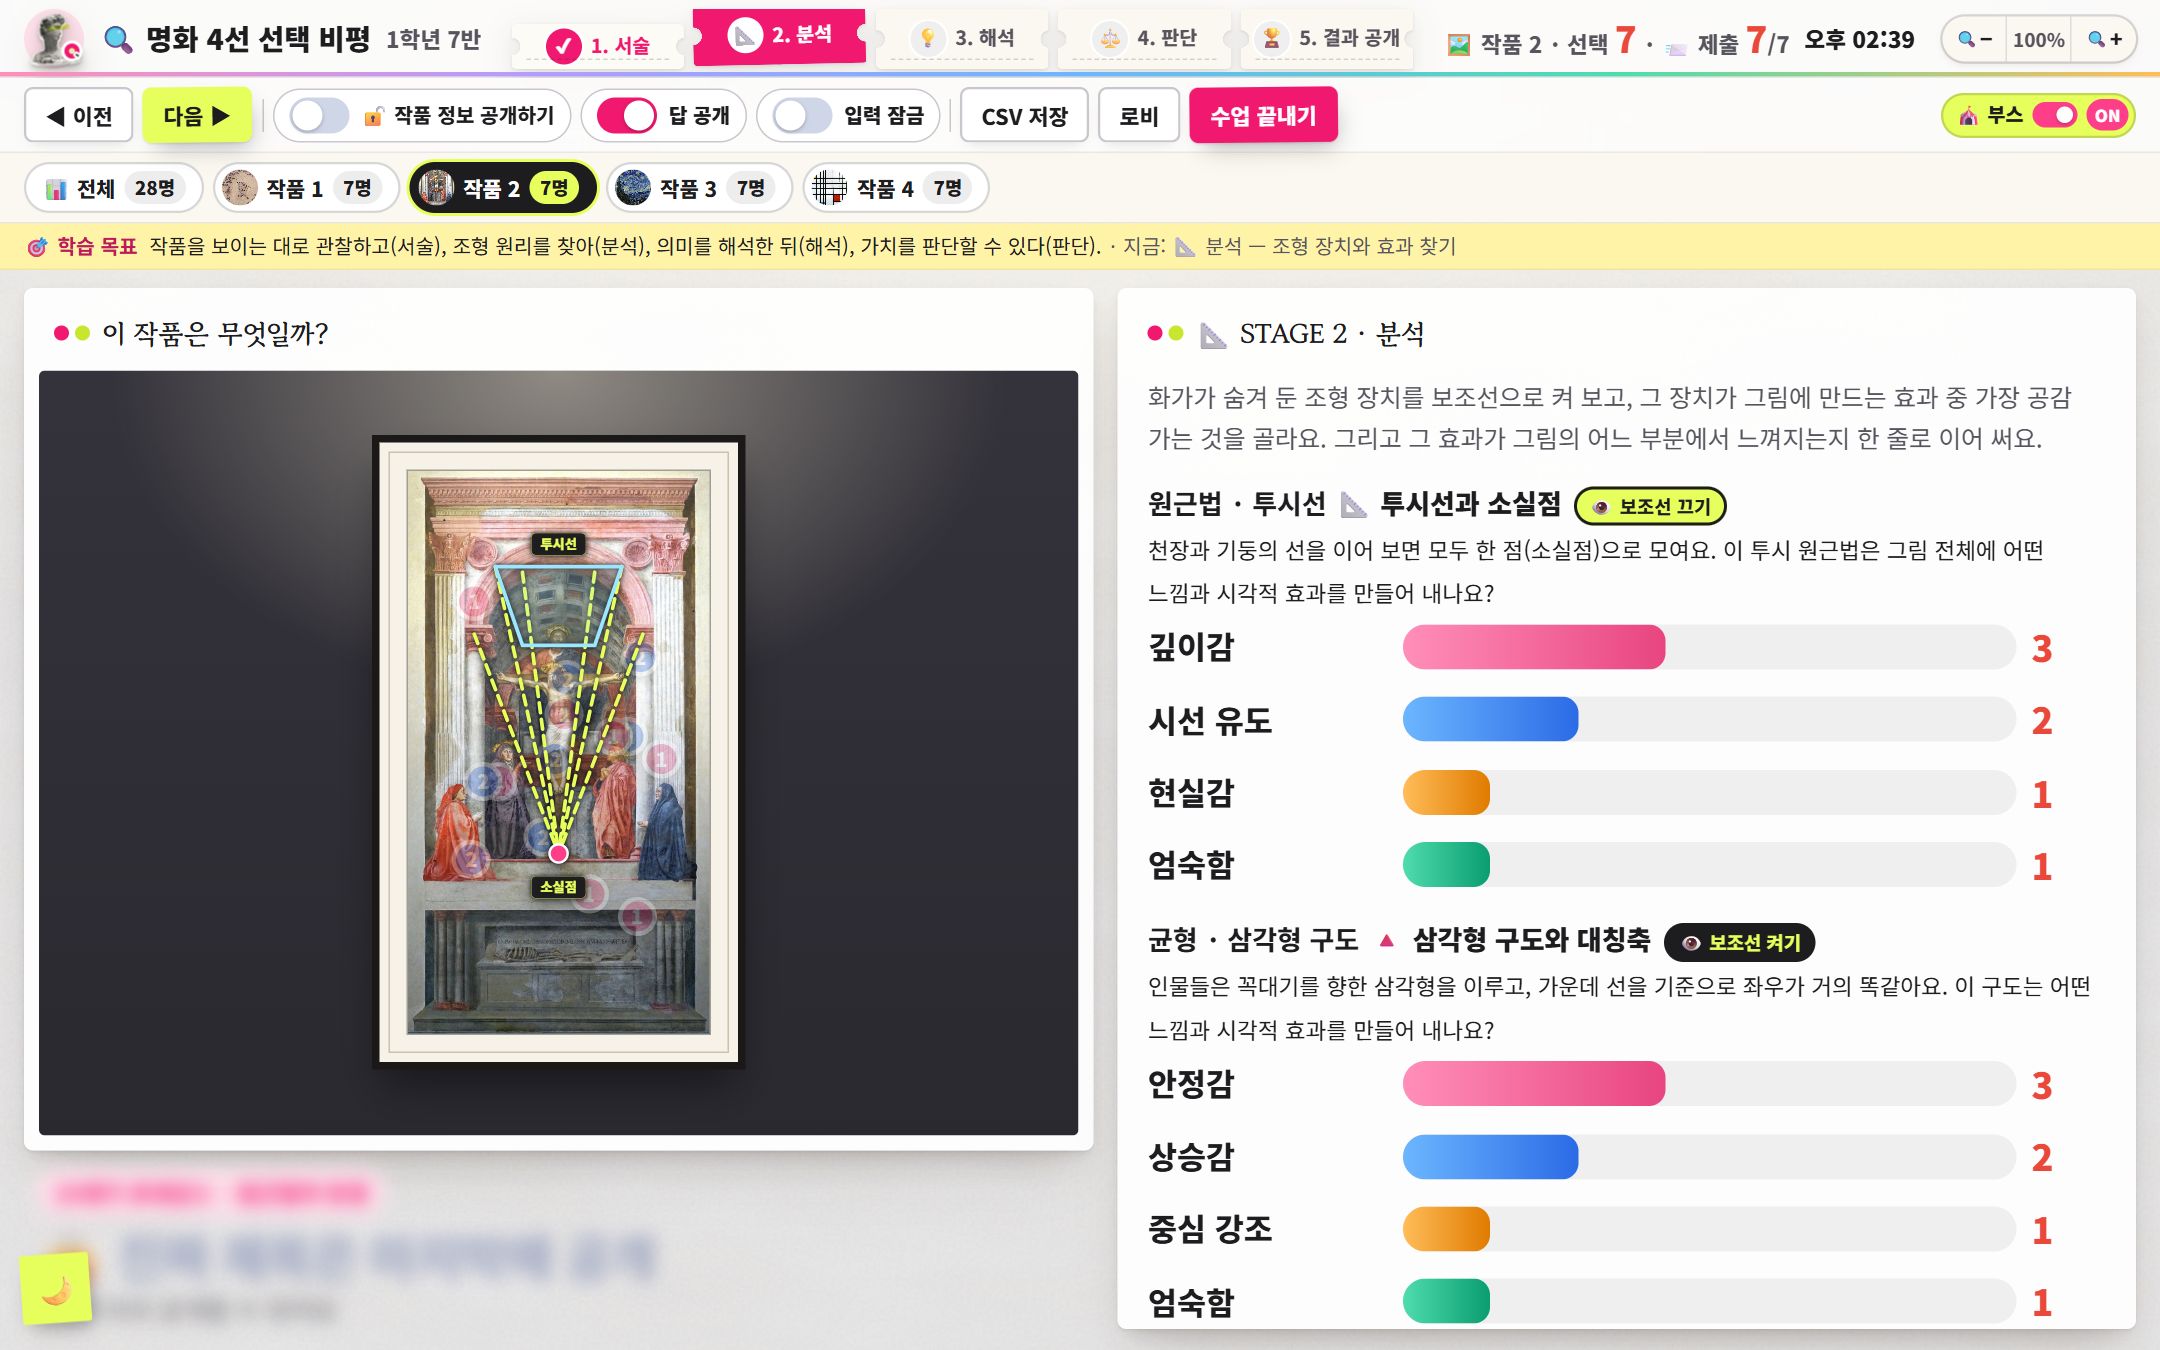 명화 4선 선택 비평 1학년 7반
1. 서술
2. 분석
3. 해석
4. 판단
5. 결과 공개
작품 2 · 선택 7 · 제출 7/7 오후 02:39
− 100% +
◀ 이전
다음 ▶
작품 정보 공개하기
답 공개
입력 잠금
CSV 저장
로비
수업 끝내기
부스 ON
전체 28명
작품 1 7명
작품 2 7명
작품 3 7명
작품 4 7명
학습 목표 작품을 보이는 대로 관찰하고(서술), 조형 원리를 찾아(분석), 의미를 해석한 뒤(해석), 가치를 판단할 수 있다(판단). · 지금: 분석 — 조형 장치와 효과 찾기
이 작품은 무엇일까?
투시선
1
2
1
2
2
2
소실점
1
1
진짜 제목은 마지막에 공개
STAGE 2 · 분석
화가가 숨겨 둔 조형 장치를 보조선으로 켜 보고, 그 장치가 그림에 만드는 효과 중 가장 공감
가는 것을 골라요. 그리고 그 효과가 그림의 어느 부분에서 느껴지는지 한 줄로 이어 써요.
원근법 · 투시선 투시선과 소실점 보조선 끄기
천장과 기둥의 선을 이어 보면 모두 한 점(소실점)으로 모여요. 이 투시 원근법은 그림 전체에 어떤
느낌과 시각적 효과를 만들어 내나요?
깊이감 3
시선 유도 2
현실감 1
엄숙함 1
균형 · 삼각형 구도 삼각형 구도와 대칭축 보조선 켜기
인물들은 꼭대기를 향한 삼각형을 이루고, 가운데 선을 기준으로 좌우가 거의 똑같아요. 이 구도는 어떤
느낌과 시각적 효과를 만들어 내나요?
안정감 3
상승감 2
중심 강조 1
엄숙함 1